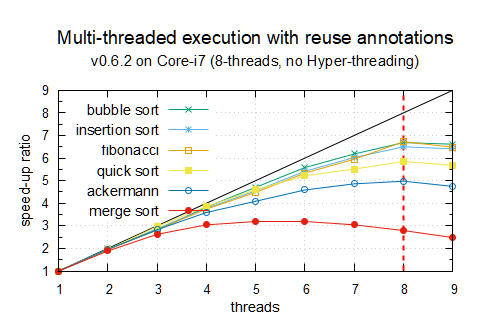 Multi-threaded execution with reuse annotations
v0.6.2 on Core-i7 (8-threads, no Hyper-threading)
speed-up ratio
9
8
7
6
5
4
3
2
1
bubble sort
insertion sort
fibonacci
quick sort
ackermann
merge sort
1 2 3 4 5 6 7 8 9
threads